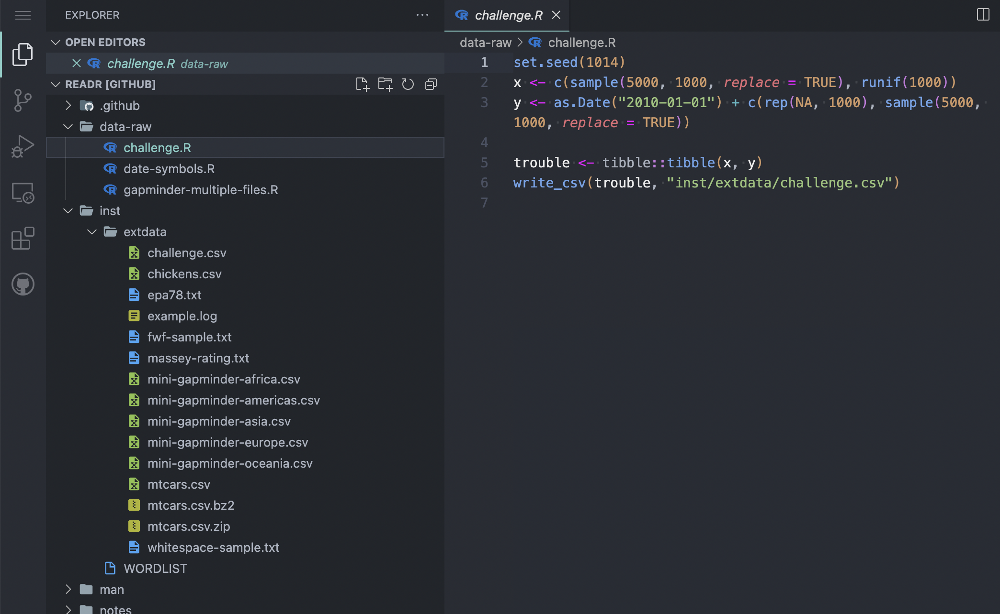 EXPLORER
OPEN EDITORS
challenge.R data-raw
READR [GITHUB]
.github
data-raw
challenge.R
date-symbols.R
gapminder-multiple-files.R
inst
extdata
challenge.csv
chickens.csv
epa78.txt
example.log
fwf-sample.txt
massey-rating.txt
mini-gapminder-africa.csv
mini-gapminder-americas.csv
mini-gapminder-asia.csv
mini-gapminder-europe.csv
mini-gapminder-oceania.csv
mtcars.csv
mtcars.csv.bz2
mtcars.csv.zip
whitespace-sample.txt
WORDLIST
man
notes
challenge.R
data-raw > challenge.R
1 set.seed(1014)
2 x <- c(sample(5000, 1000, replace = TRUE), runif(1000))
3 y <- as.Date("2010-01-01") + c(rep(NA, 1000), sample(5000,
1000, replace = TRUE))
4
5 trouble <- tibble::tibble(x, y)
6 write_csv(trouble, "inst/extdata/challenge.csv")
7